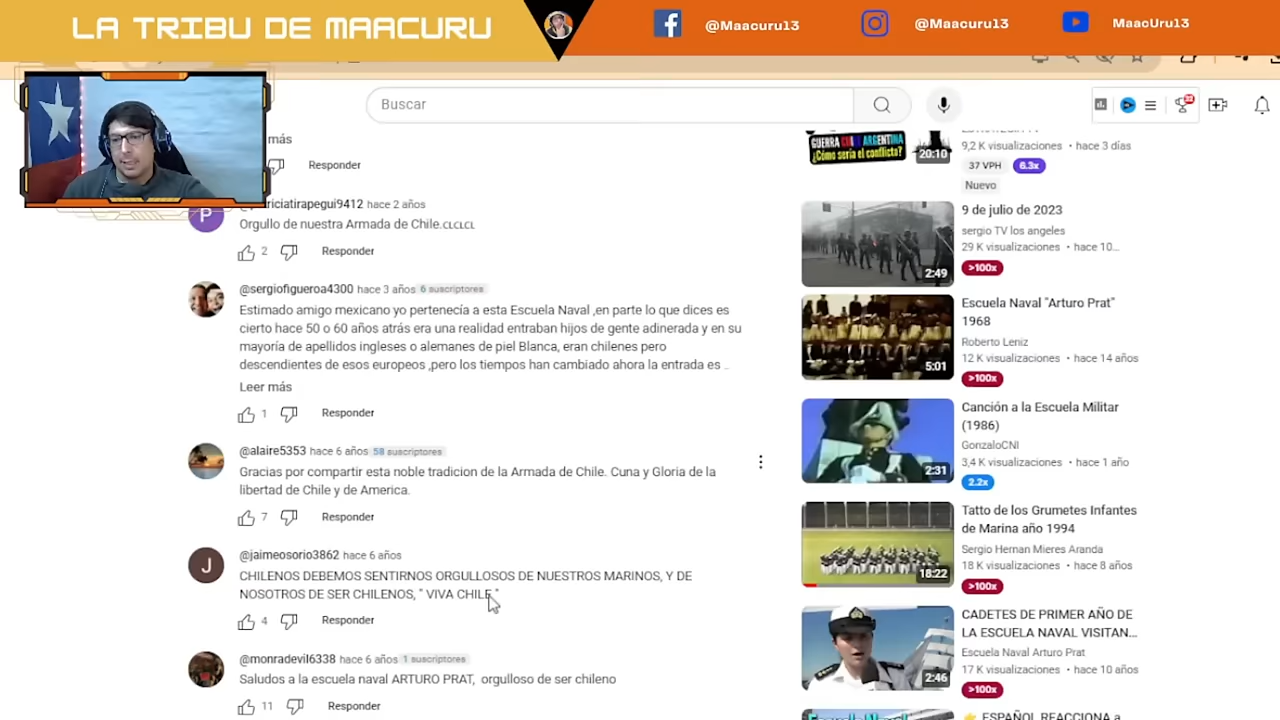 LA TRIBU DE MAACURU
@Maacuru13
@Maacuru13
MaacUru13
Buscar
más
Responder
hace 2 años
Orgullo de nuestra Armada de Chile.CLCLCL
2 Responder
@sergiofigueroa4300 hace 3 años 6 suscriptores
Estimado amigo mexicano yo pertenecía a esta Escuela Naval ,en parte lo que dices es
cierto hace 50 o 60 años atrás era una realidad entraban hijos de gente adinerada y en su
mayoría de apellidos ingleses o alemanes de piel Blanca, eran chilenos pero
descendientes de esos europeos ,pero los tiempos han cambiado ahora la entrada es ..
Leer más
1 Responder
@alaire5353 hace 6 años 58 suscriptores
Gracias por compartir esta noble tradicion de la Armada de Chile. Cuna y Gloria de la
libertad de Chile y de America.
7 Responder
J
@jaimeosorio3862 hace 6 años
CHILENOS DEBEMOS SENTIRNOS ORGULLOSOS DE NUESTROS MARINOS, Y DE
NOSOTROS DE SER CHILENOS, " VIVA CHILE "
4 Responder
@monradevil6338 hace 6 años 1 suscriptores
Saludos a la escuela naval ARTURO PRAT, orgulloso de ser chileno
11 Responder
GUERRA CHILE ARGENTINA
¿Cómo sería el conflicto?
20:10
9,2 K visualizaciones • hace 3 días
37 VPH 6.3x
Nuevo
2:49
9 de julio de 2023
sergio TV los angeles
29 K visualizaciones • hace 10...
>100x
5:01
Escuela Naval "Arturo Prat"
1968
Roberto Leniz
12 K visualizaciones • hace 14 años
>100x
2:31
Canción a la Escuela Militar
(1986)
GonzaloCNI
3,4 K visualizaciones • hace 1 año
2.2x
18:22
Tatto de los Grumetes Infantes
de Marina año 1994
Sergio Hernan Mieres Aranda
18 K visualizaciones • hace 8 años
>100x
2:46
CADETES DE PRIMER AÑO DE
LA ESCUELA NAVAL VISITAN...
Escuela Naval Arturo Prat
17 K visualizaciones • hace 10 años
>100x
ESPAÑOL REACCIONA a